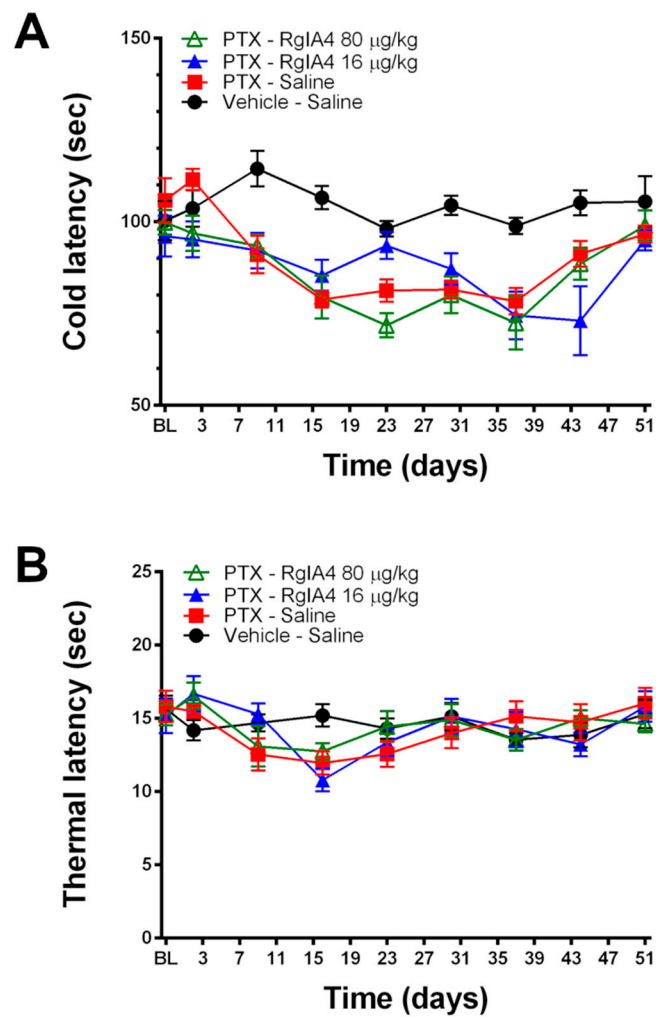 A
PTX - RgIA4 80 µg/kg
PTX - RgIA4 16 µg/kg
PTX - Saline
Vehicle - Saline
Cold latency (sec)
150
100
50
BL 3 7 11 15 19 23 27 31 35 39 43 47 51
Time (days)
B
PTX - RgIA4 80 µg/kg
PTX - RgIA4 16 µg/kg
PTX - Saline
Vehicle - Saline
Thermal latency (sec)
25
20
15
10
5
0
BL 3 7 11 15 19 23 27 31 35 39 43 47 51
Time (days)